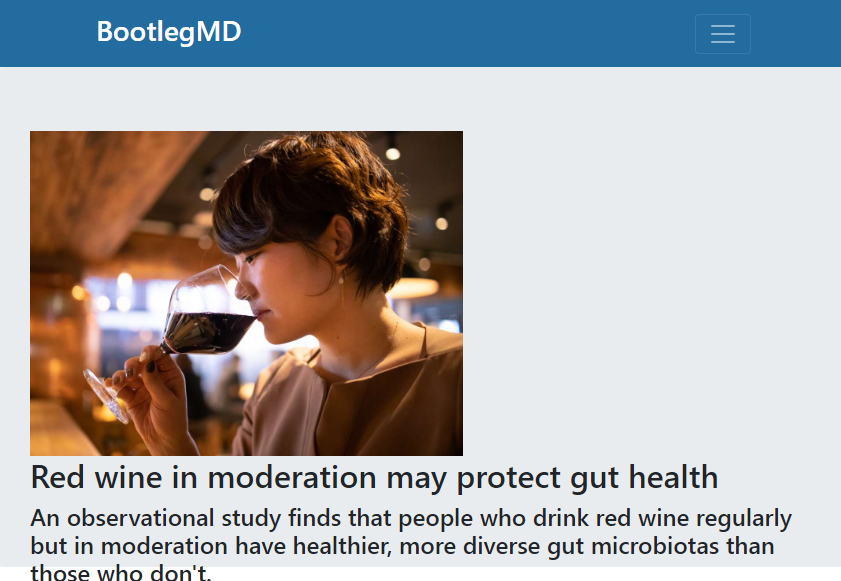 BootlegMD
Red wine in moderation may protect gut health
An observational study finds that people who drink red wine regularly
but in moderation have healthier, more diverse gut microbiotas than
those who don't.